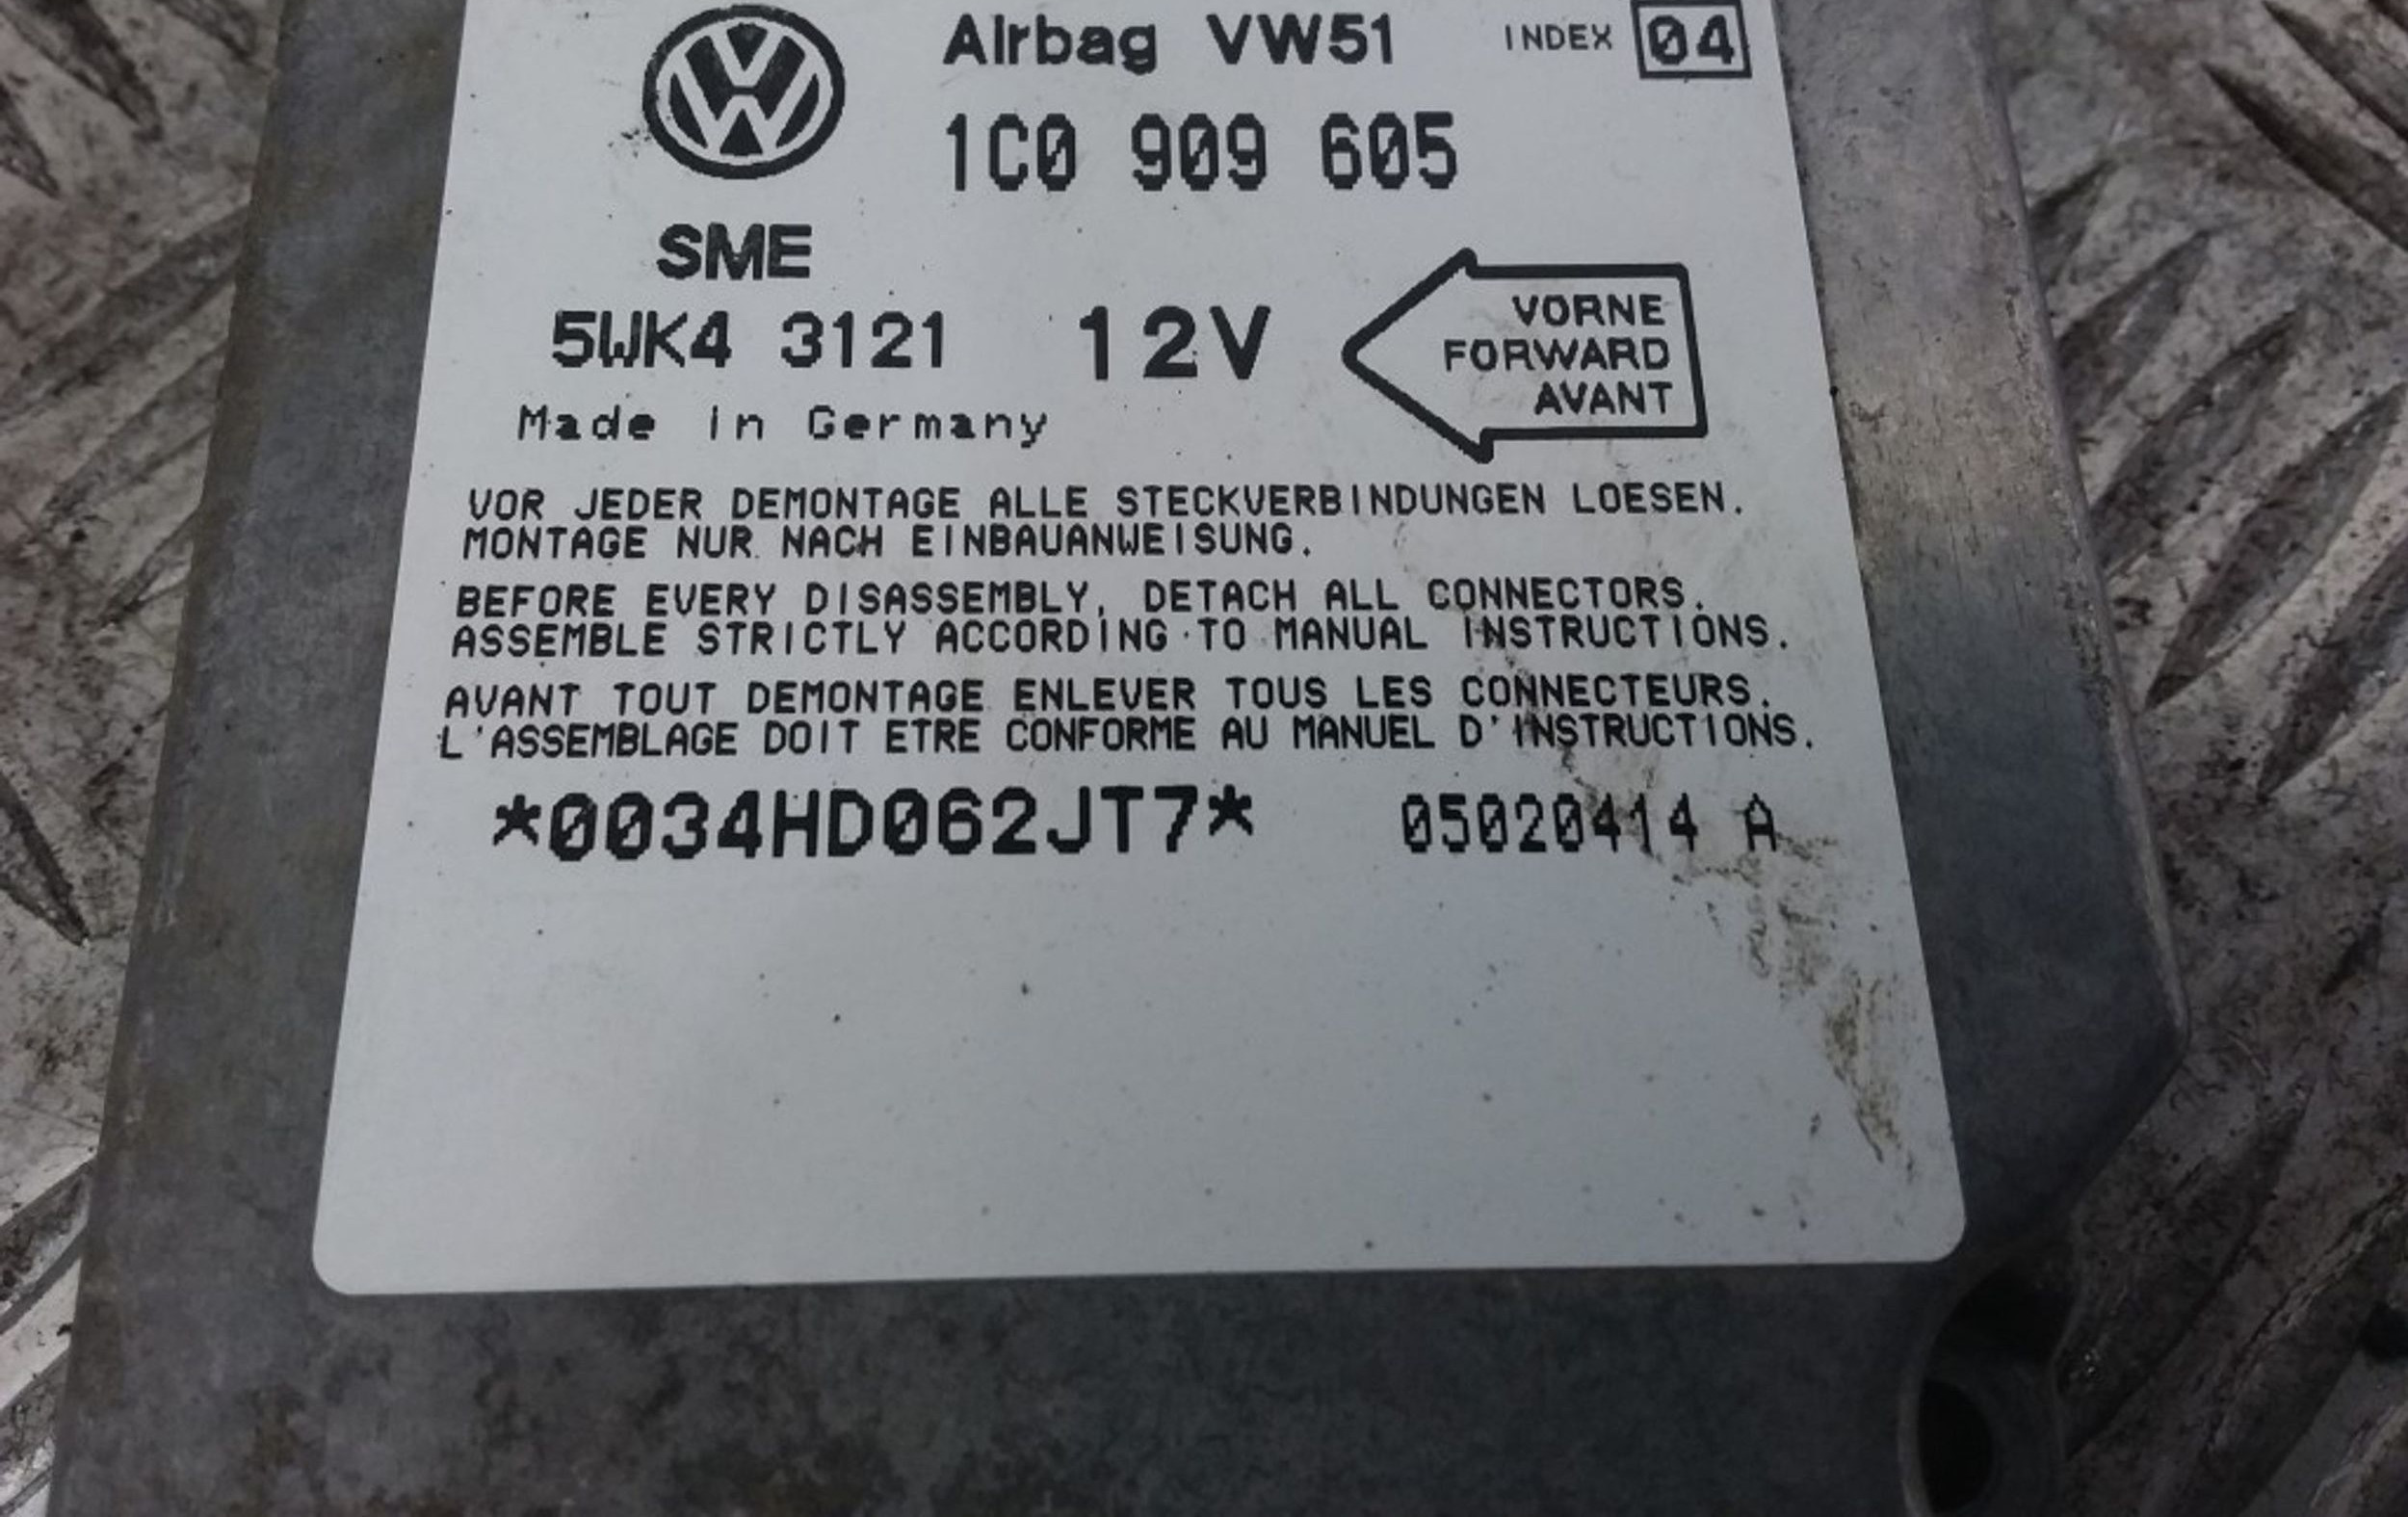 Airbag VW51 INDEX 04
1C0 909 605
SME
5WK4 3121 12V
VORNE
FORWARD
AVANT
Made in Germany
VOR JEDER DEMONTAGE ALLE STECKVERBINDUNGEN LOESEN.
MONTAGE NUR NACH EINBAUANWEISUNG.
BEFORE EVERY DISASSEMBLY, DETACH ALL CONNECTORS.
ASSEMBLE STRICTLY ACCORDING TO MANUAL INSTRUCTIONS.
AVANT TOUT DEMONTAGE ENLEVER TOUS LES CONNECTEURS.
L'ASSEMBLAGE DOIT ETRE CONFORME AU MANUEL D'INSTRUCTIONS.
*0034HD062JT7* 05020414 A